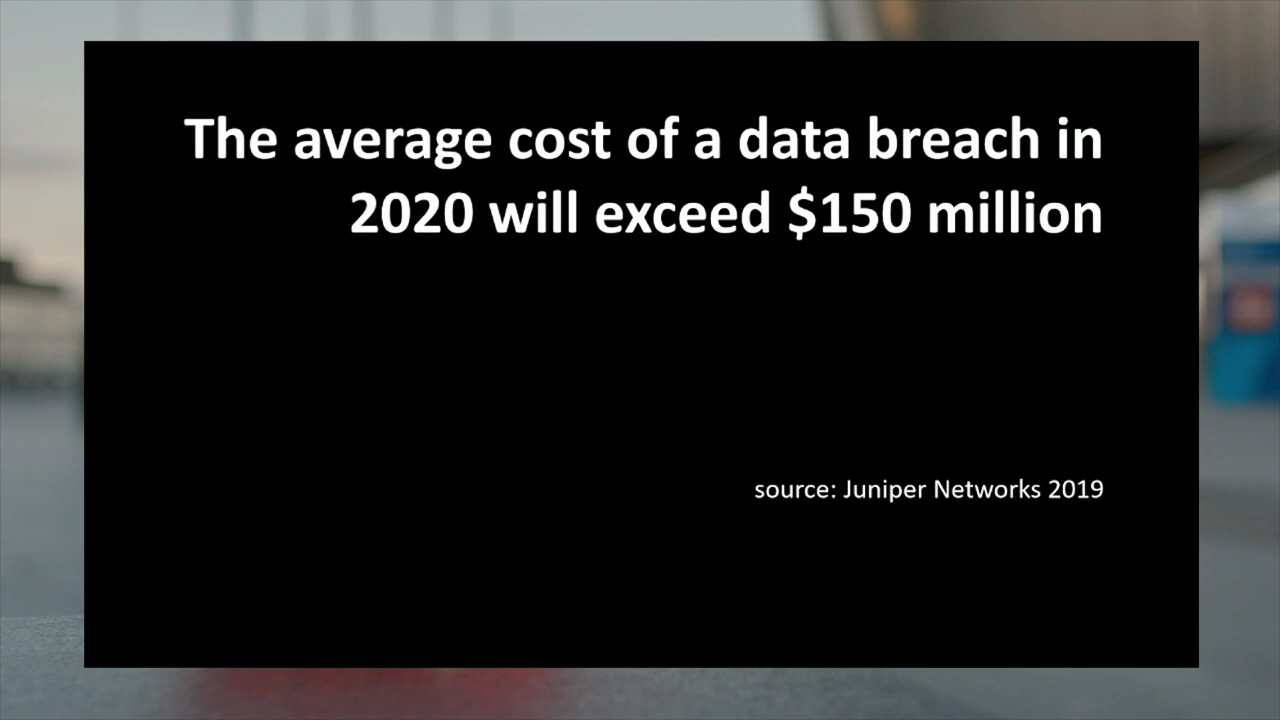 The average cost of a data breach in
2020 will exceed $150 million
source: Juniper Networks 2019